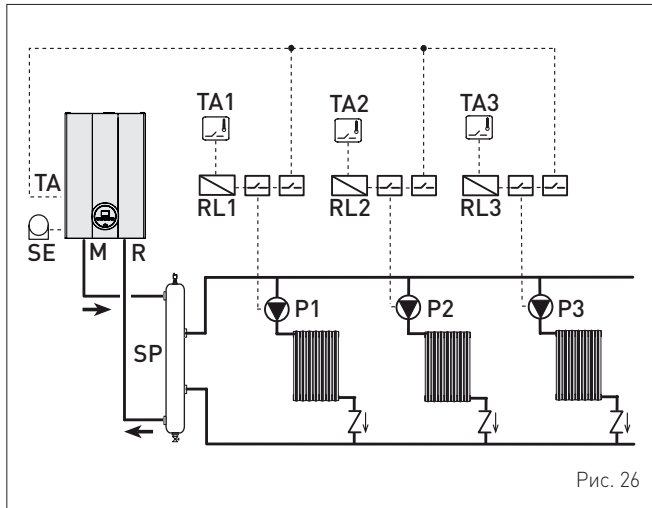 TA1 TA2 TA3
TA
RL1 RL2 RL3
SE M R
P1 P2 P3
SP
Рис. 26